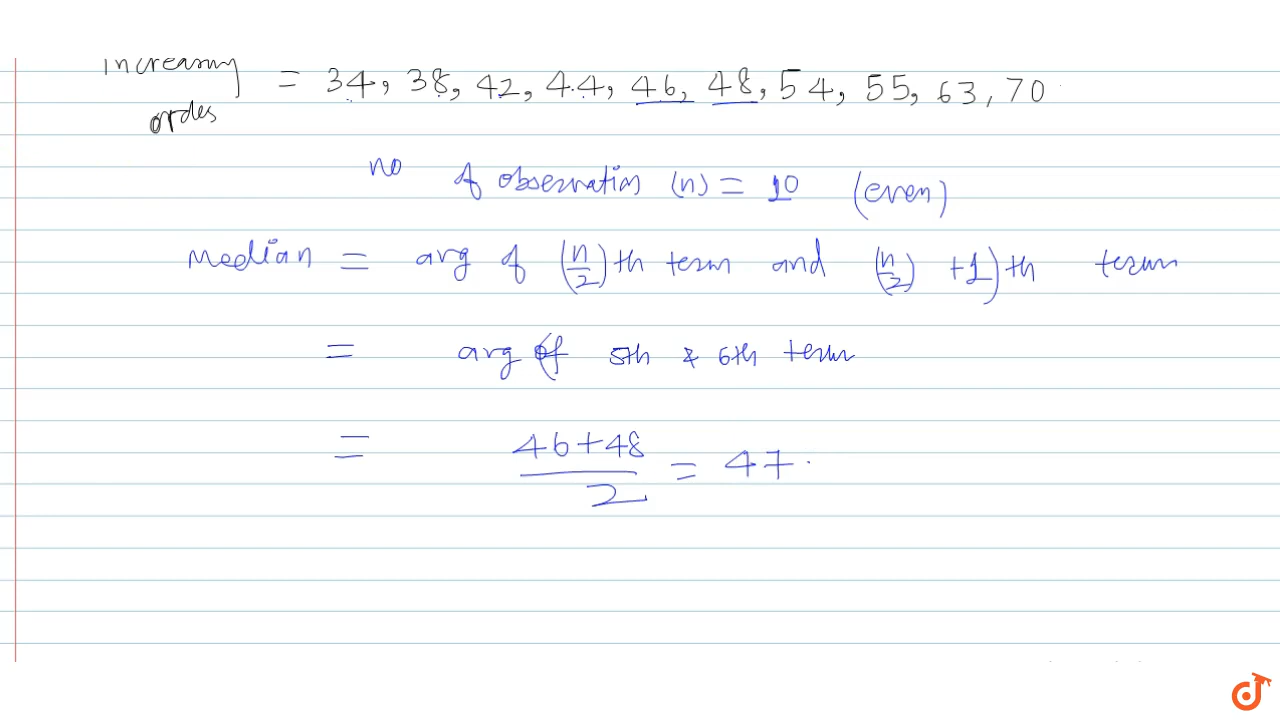 increasing = 34, 38, 42, 44, 46, 48, 54, 55, 63, 70
order
no of observation (n) = 10 (even)
median = avg of (n/2)th term and (n/2) +1)th term
= avg of 5th & 6th term
= 46+48/2 = 47.